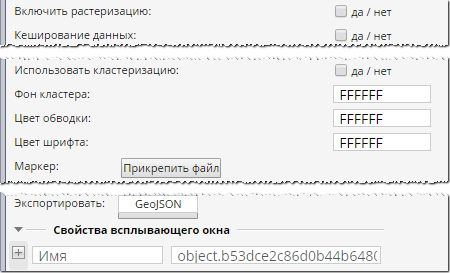 Включить растеризацию: да / нет
Кеширование данных: да / нет
Использовать кластеризацию: да / нет
Фон кластера: FFFFFF
Цвет обводки: FFFFFF
Цвет шрифта: FFFFFF
Маркер: Прикрепить файл
Экспортировать: GeoJSON
Свойства всплывающего окна
Имя object.b53dce2c86d0b44b6480